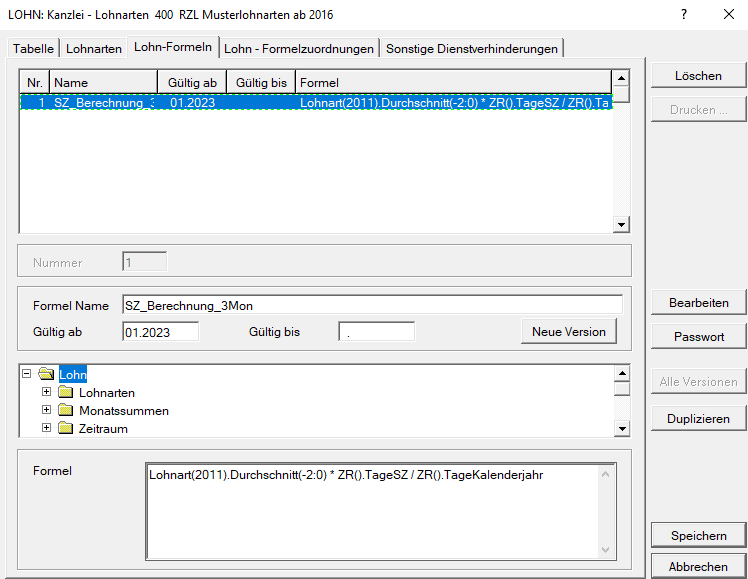 LOHN: Kanzlei - Lohnarten 400 RZL Musterlohnarten ab 2016 ?
Tabelle Lohnarten Lohn-Formeln Lohn - Formelzuordnungen Sonstige Dienstverhinderungen
Nr. Name Gültig ab Gültig bis Formel
1 SZ_Berechnung_3 01.2023 Lohnart(2011).Durchschnitt(-2:0) * ZR().TageSZ / ZR().Ta
Löschen
Drucken ...
Nummer 1
Formel Name SZ_Berechnung_3Mon
Gültig ab 01.2023 Gültig bis . Neue Version
Bearbeiten
Passwort
Alle Versionen
Duplizieren
Lohn
Lohnarten
Monatssummen
Zeitraum
Formel Lohnart(2011).Durchschnitt(-2:0) * ZR().TageSZ / ZR().TageKalenderjahr
Speichern
Abbrechen